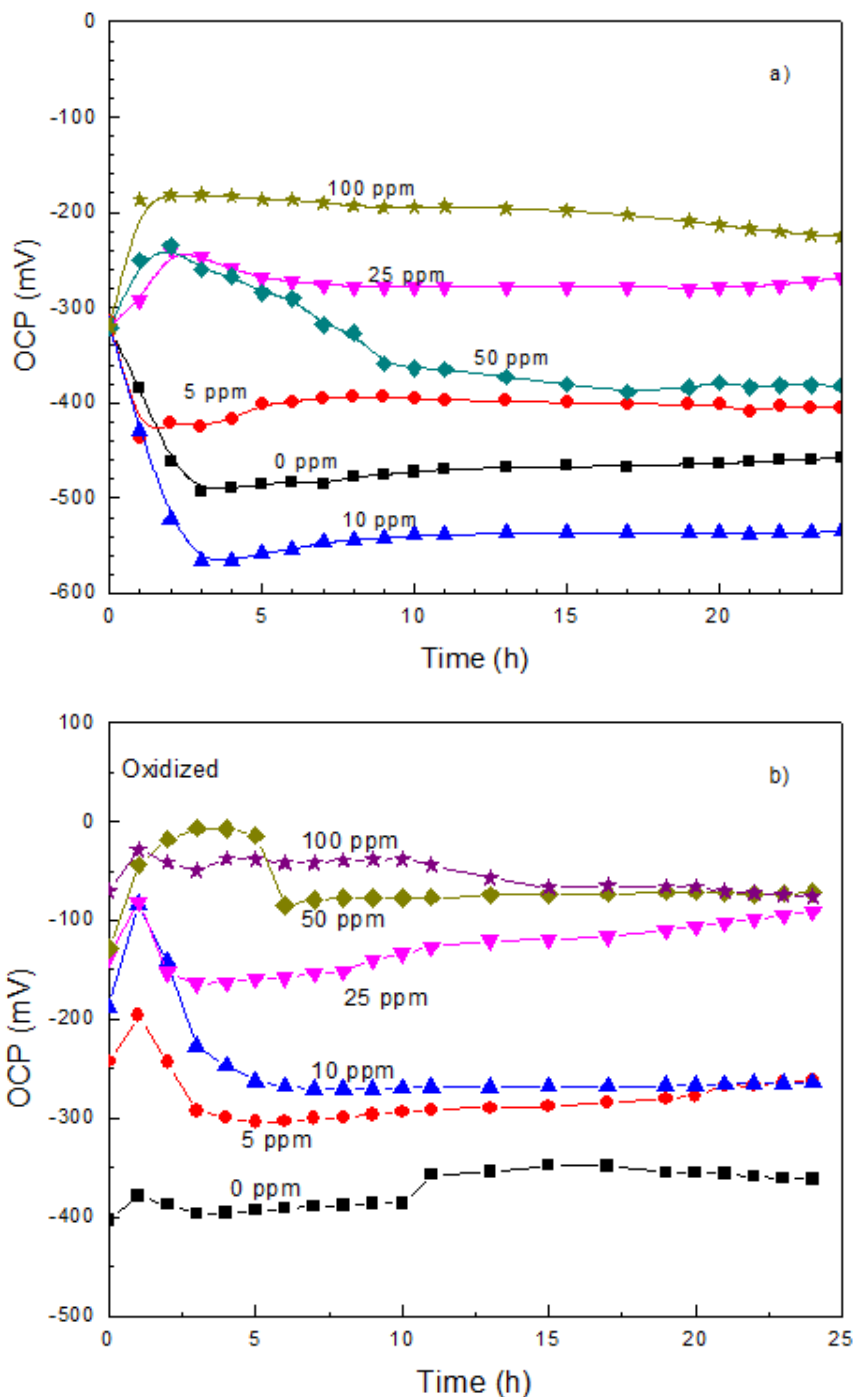 0
a)
-100
100 ppm
-200
25 ppm
-300
OCP (mV)
50 ppm
5 ppm
-400
0 ppm
-500
10 ppm
-600
0
5
10
15
20
Time (h)
100
Oxidized
b)
0
100 ppm
50 ppm
-100
25 ppm
-200
OCP (mV)
10 ppm
-300
5 ppm
0 ppm
-400
-500
0
5
10
15
20
25
Time (h)